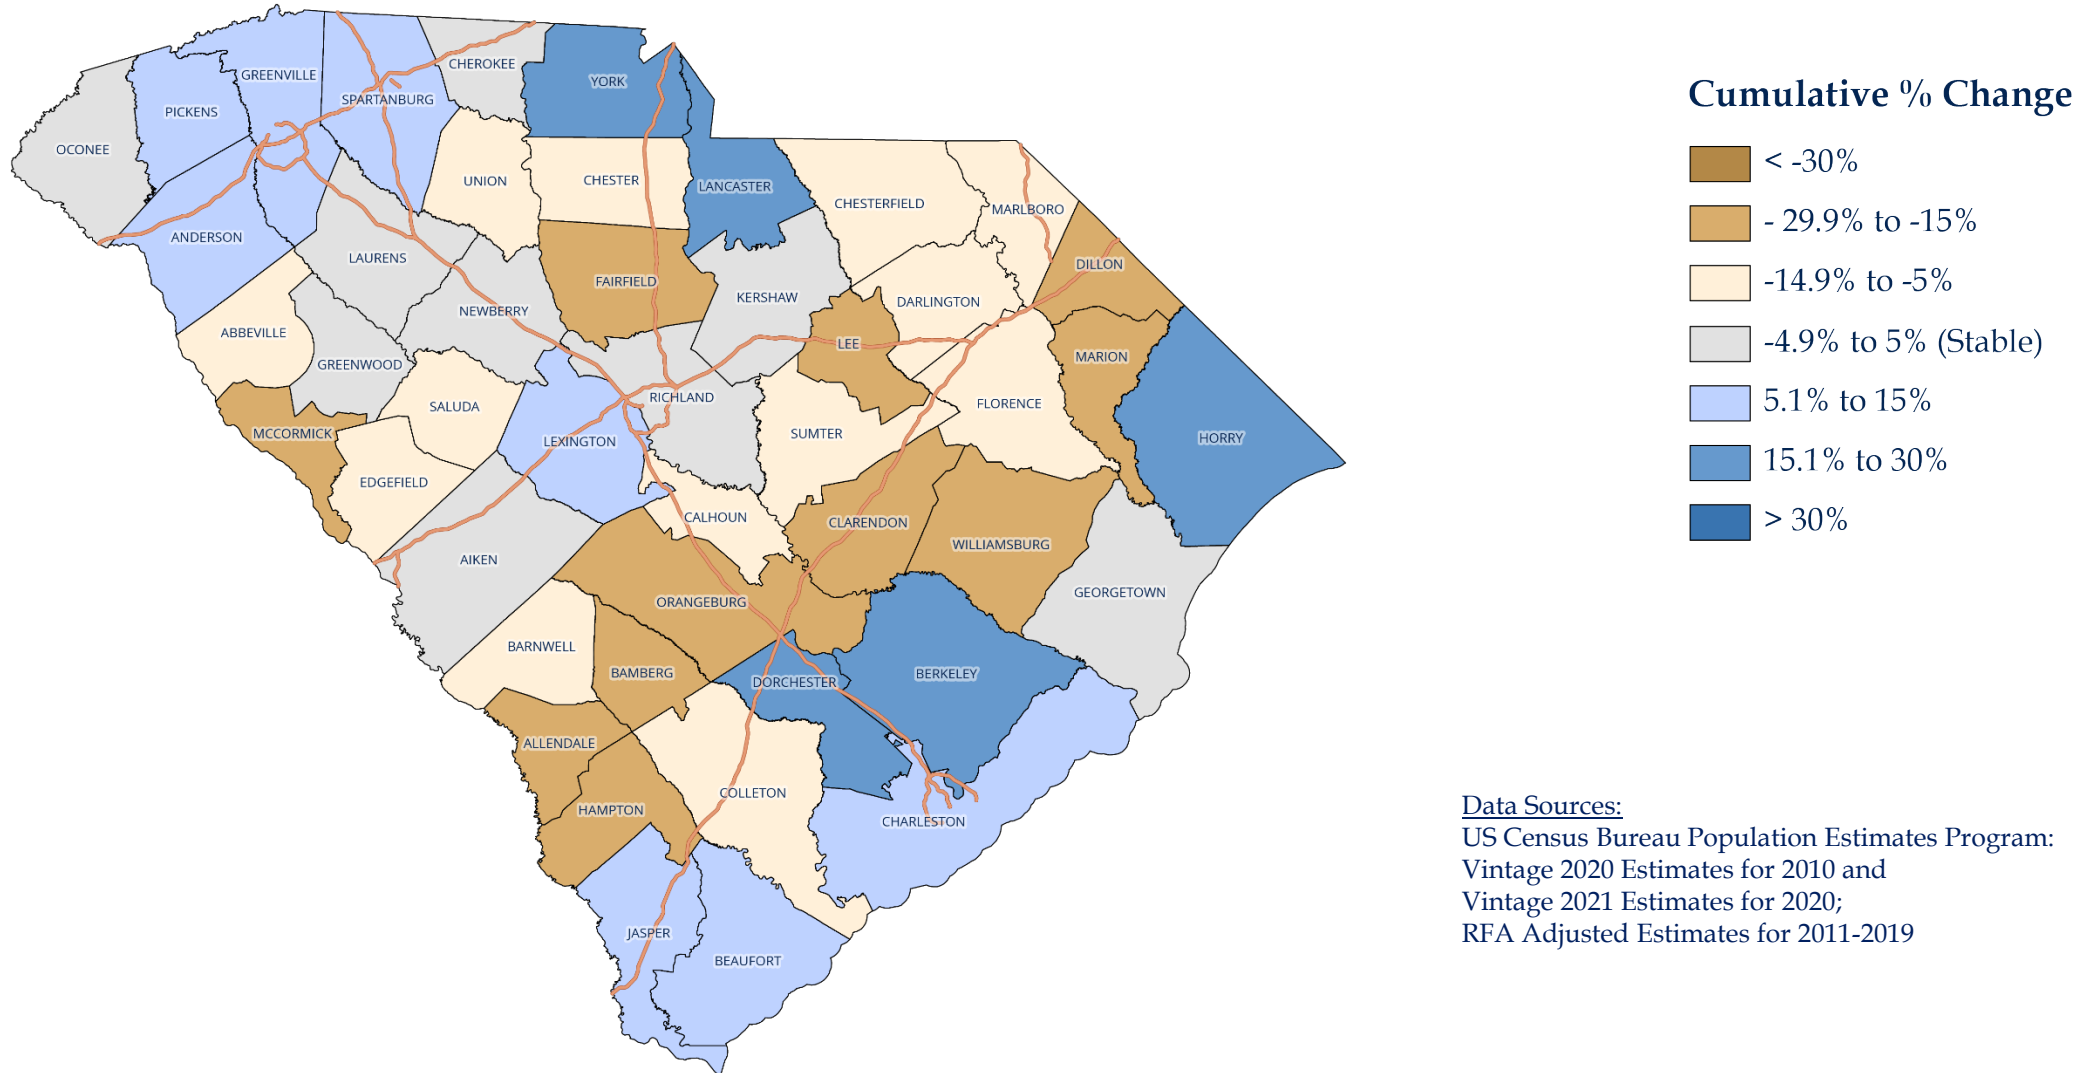 Cumulative % Change
< -30%
- 29.9% to -15%
-14.9% to -5%
-4.9% to 5% (Stable)
5.1% to 15%
15.1% to 30%
> 30%
CHEROKEE
GREENVILLE
YORK
SPARTANBURG
PICKENS
OCONEE
UNION
CHESTER
LANCASTER
CHESTERFIELD
MARLBORO
ANDERSON
LAURENS
DILLON
FAIRFIELD
KERSHAW
DARLINGTON
NEWBERRY
ABBEVILLE
LEE
MARION
GREENWOOD
RICHLAND
SALUDA
FLORENCE
MCCORMICK
SUMTER
HORRY
LEXINGTON
EDGEFIELD
CALHOUN
CLARENDON
WILLIAMSBURG
AIKEN
GEORGETOWN
ORANGEBURG
BARNWELL
BAMBERG
DORCHESTER
BERKELEY
ALLENDALE
COLLETON
HAMPTON
CHARLESTON
JASPER
BEAUFORT
Data Sources:
US Census Bureau Population Estimates Program:
Vintage 2020 Estimates for 2010 and
Vintage 2021 Estimates for 2020;
RFA Adjusted Estimates for 2011-2019